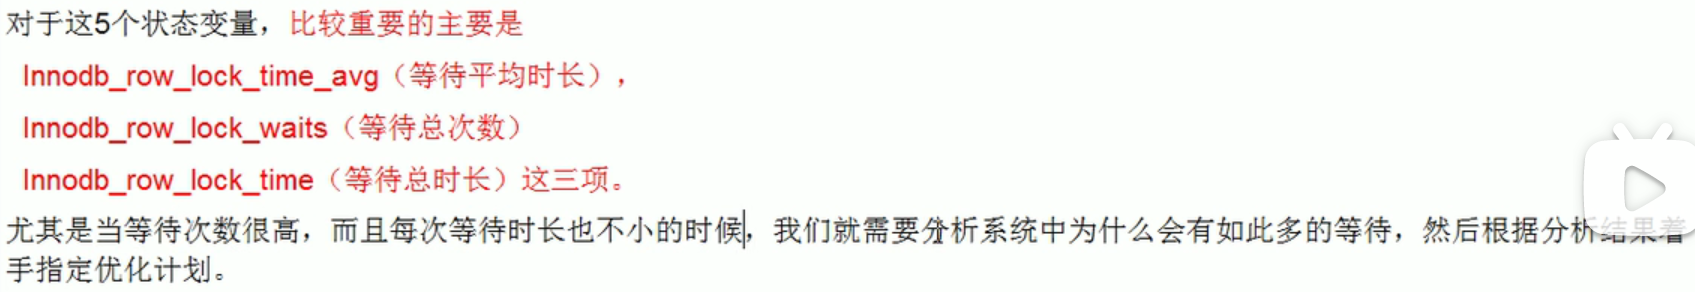 对于这5个状态变量，比较重要的主要是
Innodb_row_lock_time_avg（等待平均时长），
Innodb_row_lock_waits（等待总次数）
Innodb_row_lock_time（等待总时长）这三项。
尤其是当等待次数很高，而且每次等待时长也不小的时候，我们就需要分析系统中为什么会有如此多的等待，然后根据分析结果着
手指定优化计划。